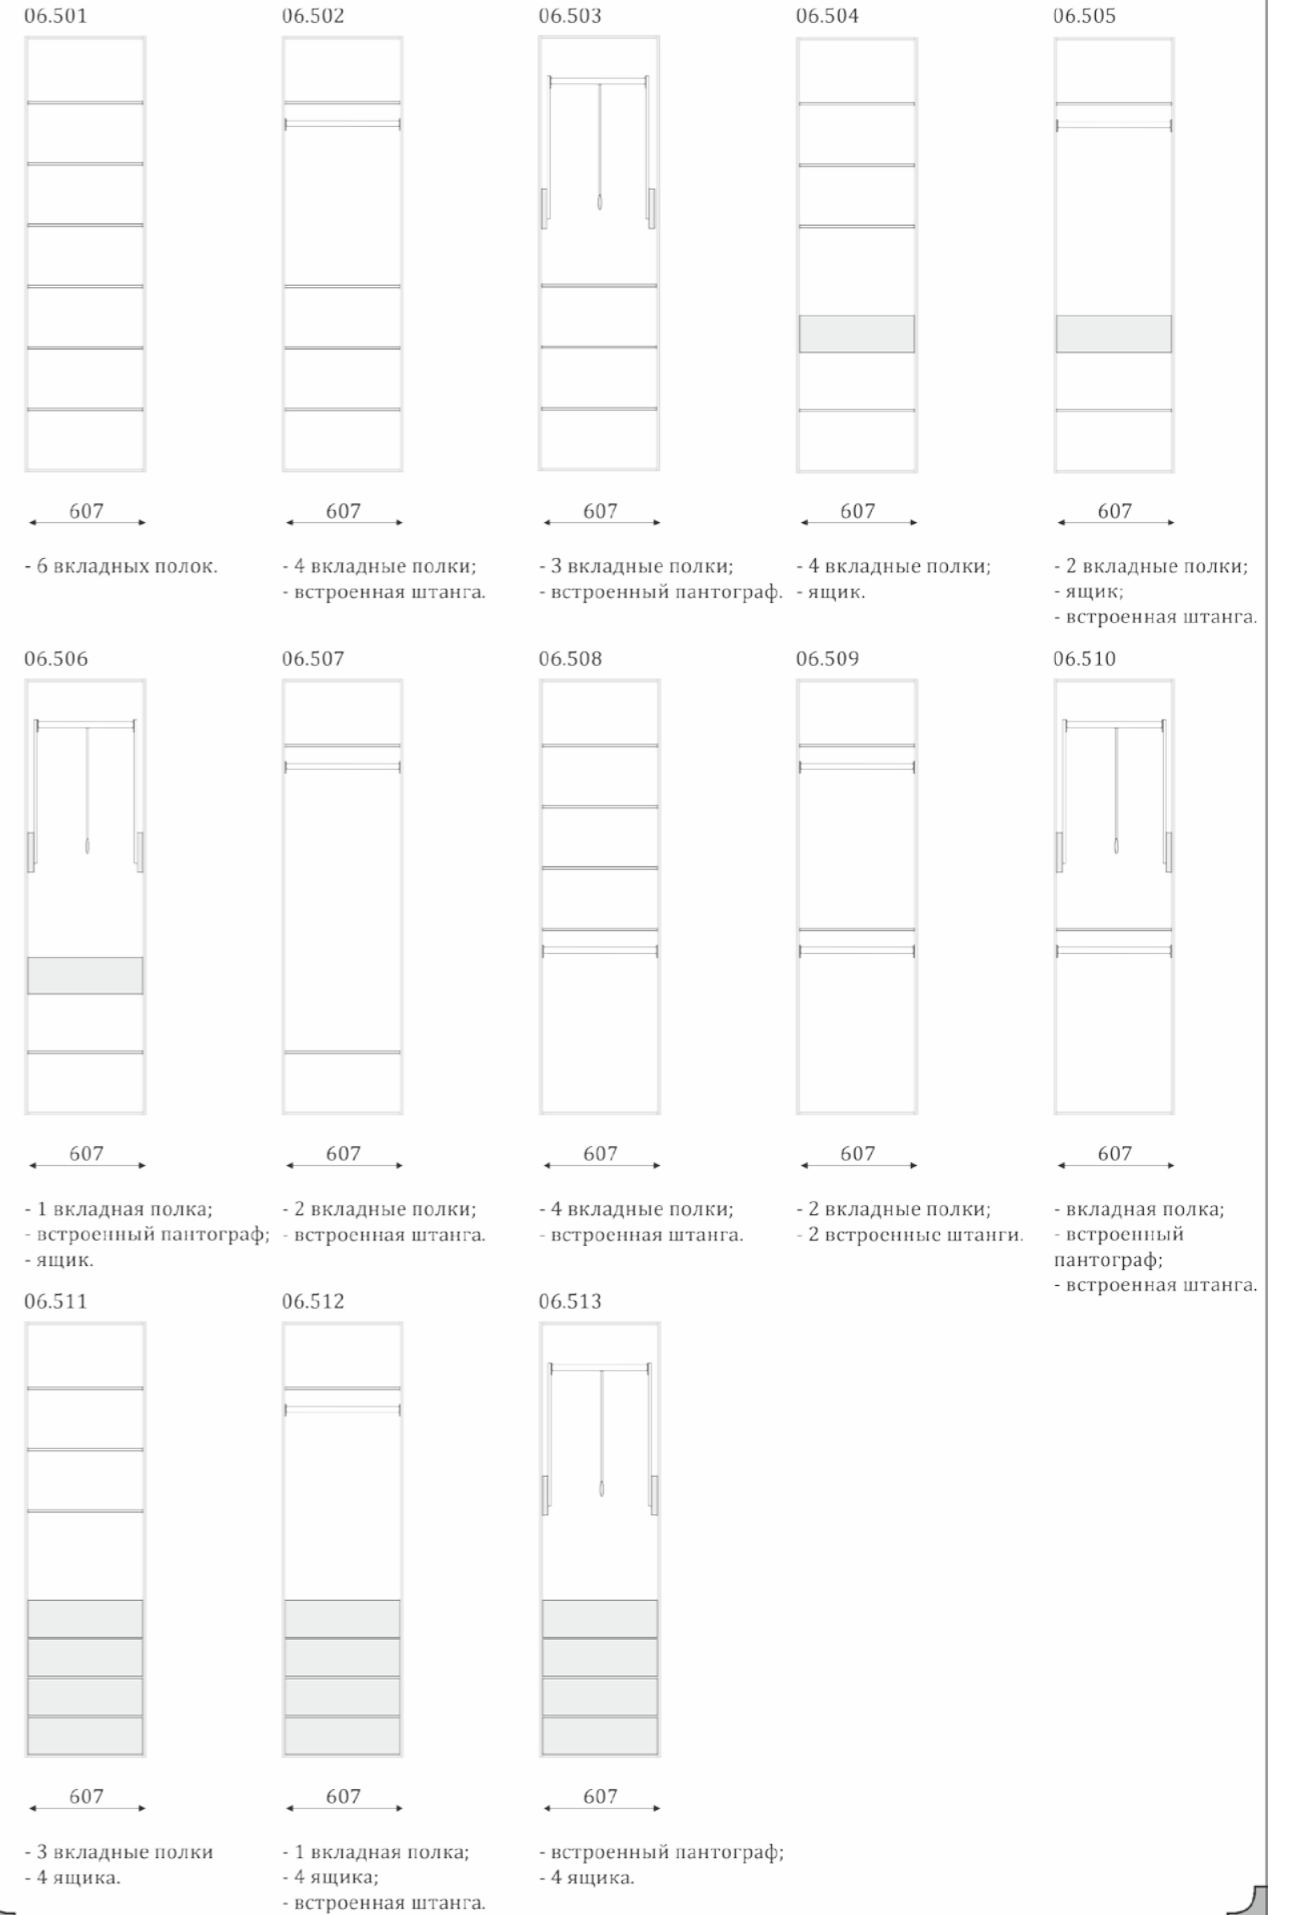 06.501
06.502
06.503
06.504
06.505
607
607
607
607
607
- 6 вкладных полок.
- 4 вкладные полки;
- встроенная штанга.
- 3 вкладные полки;
- встроенный пантограф.
- 4 вкладные полки;
- ящик.
- 2 вкладные полки;
- ящик;
- встроенная штанга.
06.506
06.507
06.508
06.509
06.510
607
607
607
607
607
- 1 вкладная полка;
- встроенный пантограф;
- ящик.
- 2 вкладные полки;
- встроенная штанга.
- 4 вкладные полки;
- встроенная штанга.
- 2 вкладные полки;
- 2 встроенные штанги.
- вкладная полка;
- встроенный
пантограф;
- встроенная штанга.
06.511
06.512
06.513
607
607
607
- 3 вкладные полки
- 4 ящика.
- 1 вкладная полка;
- 4 ящика;
- встроенная штанга.
- встроенный пантограф;
- 4 ящика.